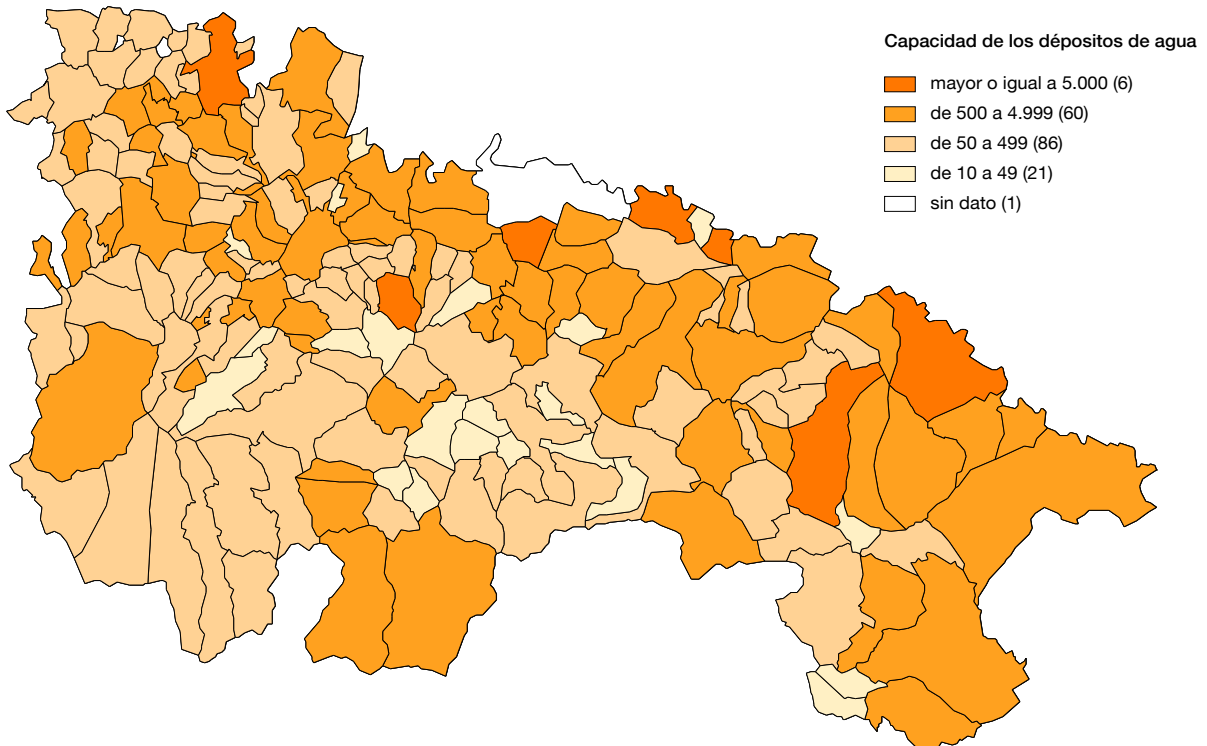 Capacidad de los dépositos de agua
mayor o igual a 5.000 (6)
de 500 a 4.999 (60)
de 50 a 499 (86)
de 10 a 49 (21)
sin dato (1)